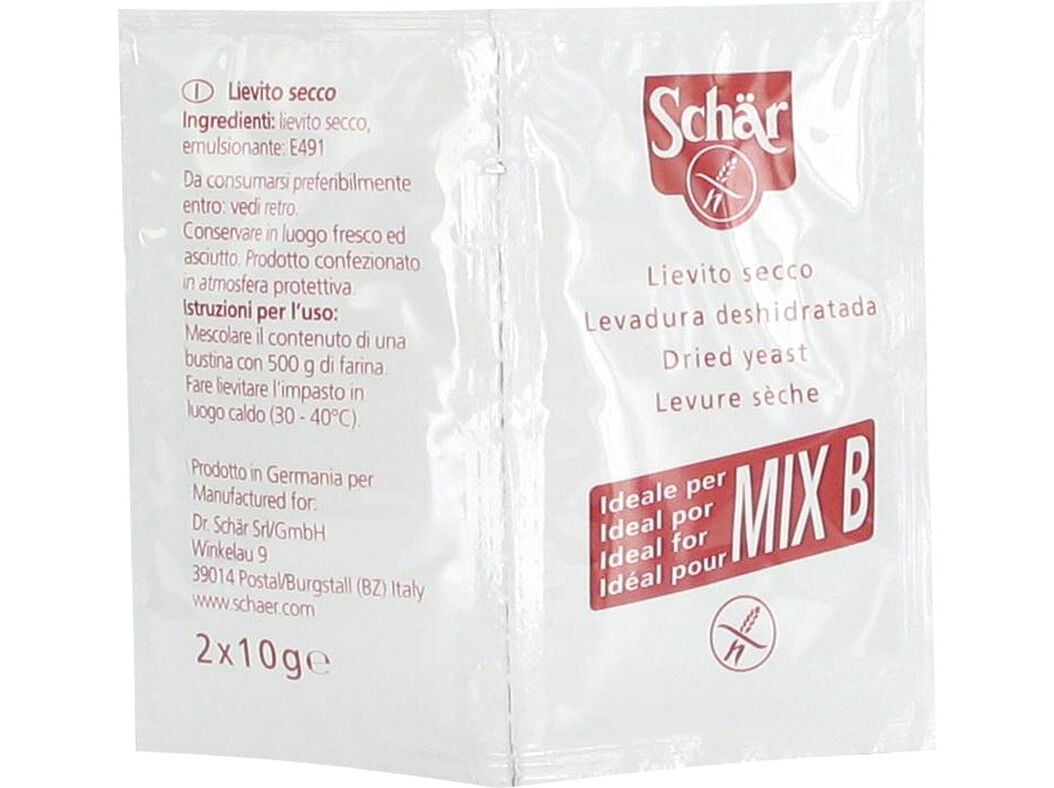 I Lievito secco
Ingredienti: lievito secco,
emulsionante: E491
Da consumarsi preferibilmente
entro: vedi retro.
Conservare in luogo fresco ed
asciutto. Prodotto confezionato
in atmosfera protettiva.
Istruzioni per l'uso:
Mescolare il contenuto di una
bustina con 500 g di farina.
Fare lievitare l'impasto in
luogo caldo (30 - 40°C).
Prodotto in Germania per
Manufactured for:
Dr. Schär Srl/GmbH
Winkelau 9
39014 Postal/Burgstall (BZ) Italy
www.schaer.com
2x10g℮
Schär
Lievito secco
Levadura deshidratada
Dried yeast
Levure sèche
Ideale per
Ideal por
Ideal for
Idéal pour
MIX B